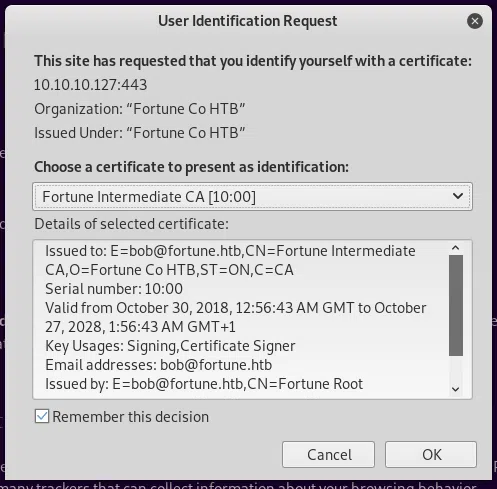 User Identification Request
This site has requested that you identify yourself with a certificate:
10.10.10.127:443
Organization: “Fortune Co HTB”
Issued Under: “Fortune Co HTB”
Choose a certificate to present as identification:
Fortune Intermediate CA [10:00]
Details of selected certificate:
Issued to: E=bob@fortune.htb,CN=Fortune Intermediate
CA,O=Fortune Co HTB,ST=ON,C=CA
Serial number: 10:00
Valid from October 30, 2018, 12:56:43 AM GMT to October
27, 2028, 1:56:43 AM GMT+1
Key Usages: Signing,Certificate Signer
Email addresses: bob@fortune.htb
Issued by: E=bob@fortune.htb,CN=Fortune Root
Remember this decision
Cancel
OK
many trackers that can collect information about your browsing behavior